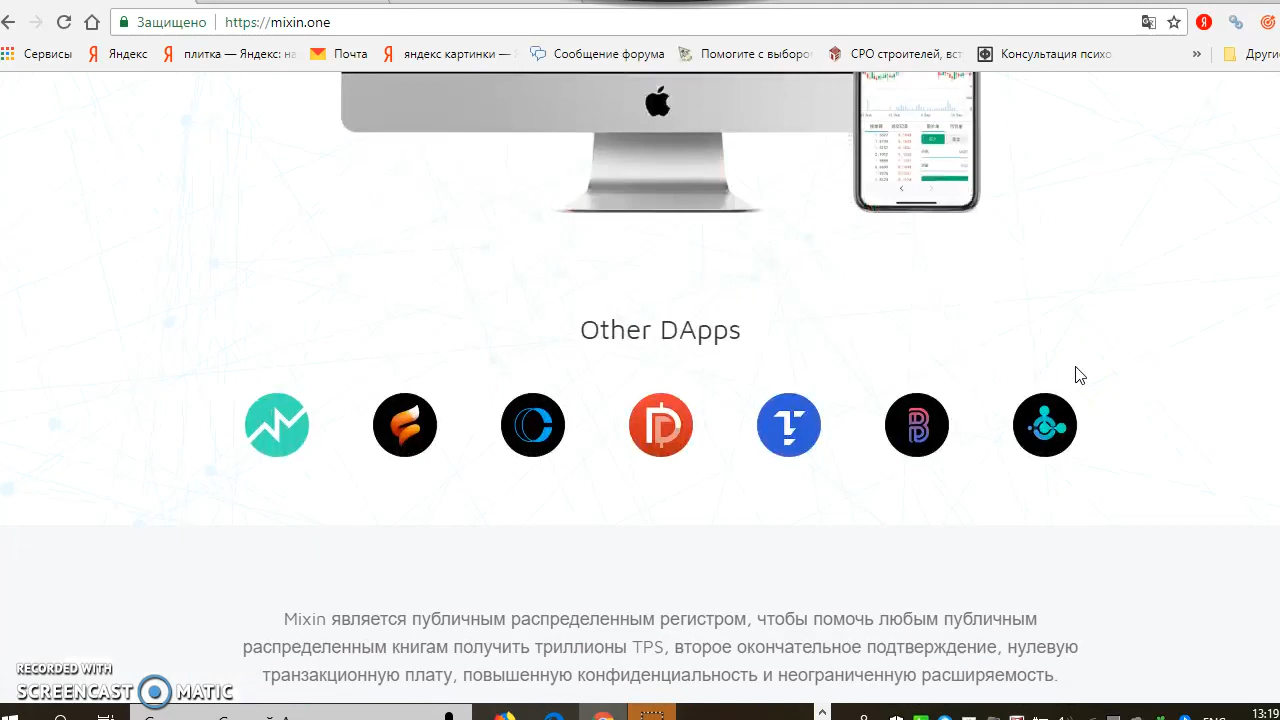 Защищено https://mixin.one
Сервисы Яндекс плитка — Яндекс: на Почта яндекс.картинки — Сообщение форума Помогите с выборо СРО строителей, вст Консультация психо » Други
Other DApps
Mixin является публичным распределенным регистром, чтобы помочь любым публичным
распределенным книгам получить триллионы TPS, второе окончательное подтверждение, нулевую
транзакционную плату, повышенную конфиденциальность и неограниченную расширяемость.
RECORDED WITH
SCREENCAST MATIC
13:19